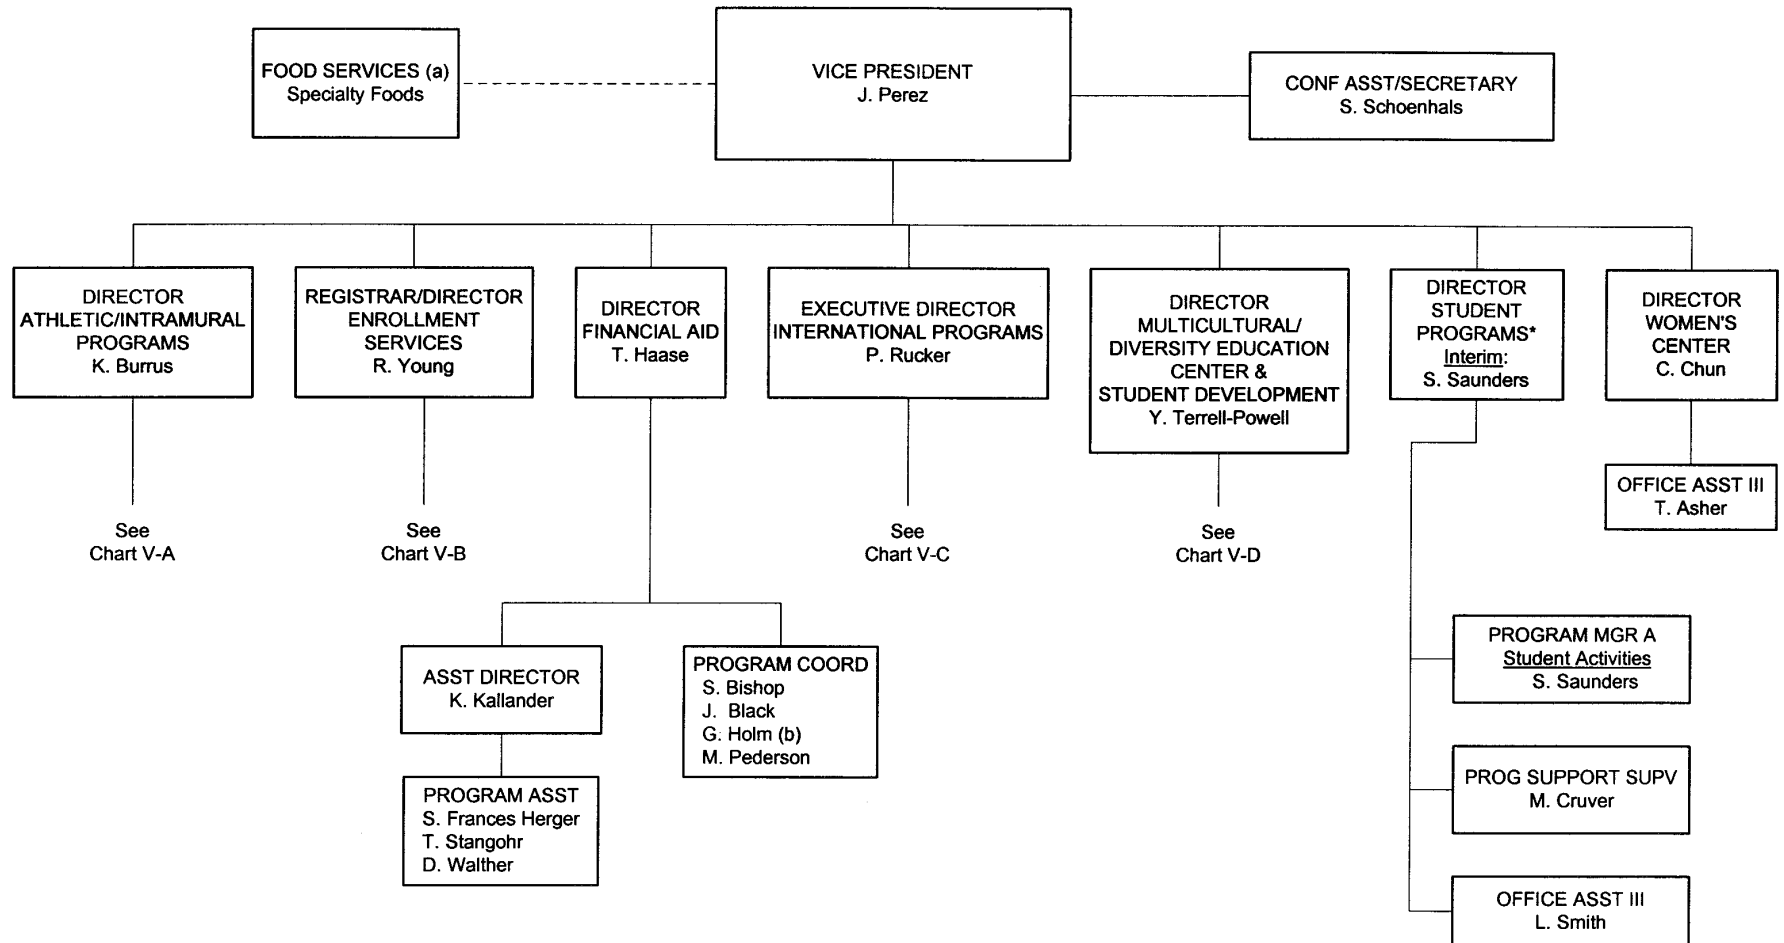 FOOD SERVICES (a)
Specialty Foods
VICE PRESIDENT
J. Perez
CONF ASST/SECRETARY
S. Schoenhals
DIRECTOR
ATHLETIC/INTRAMURAL
PROGRAMS
K. Burrus
REGISTRAR/DIRECTOR
ENROLLMENT
SERVICES
R. Young
DIRECTOR
FINANCIAL AID
T. Haase
EXECUTIVE DIRECTOR
INTERNATIONAL PROGRAMS
P. Rucker
DIRECTOR
MULTICULTURAL/
DIVERSITY EDUCATION
CENTER &
STUDENT DEVELOPMENT
Y. Terrell-Powell
DIRECTOR
STUDENT
PROGRAMS*
Interim:
S. Saunders
DIRECTOR
WOMEN'S
CENTER
C. Chun
OFFICE ASST III
T. Asher
See
Chart V-A
See
Chart V-B
See
Chart V-C
See
Chart V-D
ASST DIRECTOR
K. Kallander
PROGRAM COORD
S. Bishop
J. Black
G. Holm (b)
M. Pederson
PROGRAM ASST
S. Frances Herger
T. Stangohr
D. Walther
PROGRAM MGR A
Student Activities
S. Saunders
PROG SUPPORT SUPV
M. Cruver
OFFICE ASST III
L. Smith